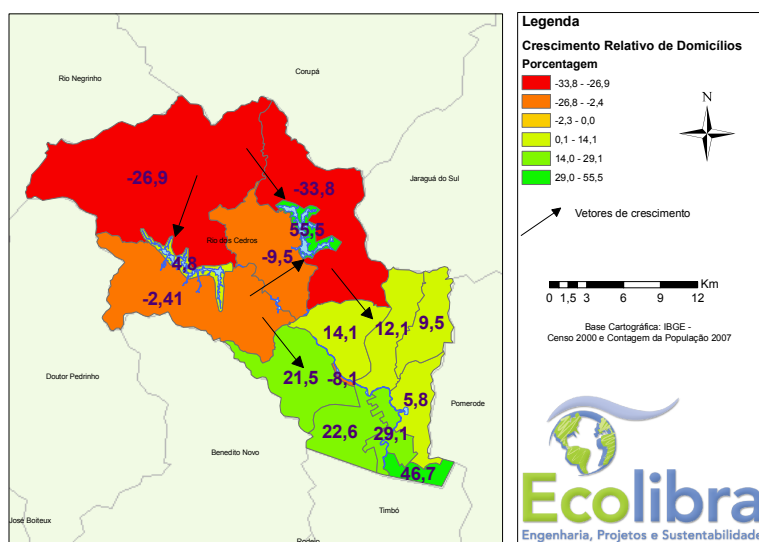 Rio Negrinho
Corupá
Jaraguá do Sul
-26,9
-33,8
55,5
Rio dos Cedros
4,8
-9,5
-2,41
14,1
12,1
9,5
Doutor Pedrinho
21,5
-8,1
5,8
Pomerode
22,6
29,1
Benedito Novo
46,7
Timbó
José Boiteux
Rodeio
Legenda
Crescimento Relativo de Domicílios
Porcentagem
-33,8 - -26,9
-26,8 - -2,4
-2,3 - 0,0
0,1 - 14,1
14,0 - 29,1
29,0 - 55,5
N
Vetores de crescimento
Km
0 1,5 3 6 9 12
Base Cartográfica: IBGE -
Censo 2000 e Contagem da População 2007
Ecolibra
Engenharia, Projetos e Sustentabilidade